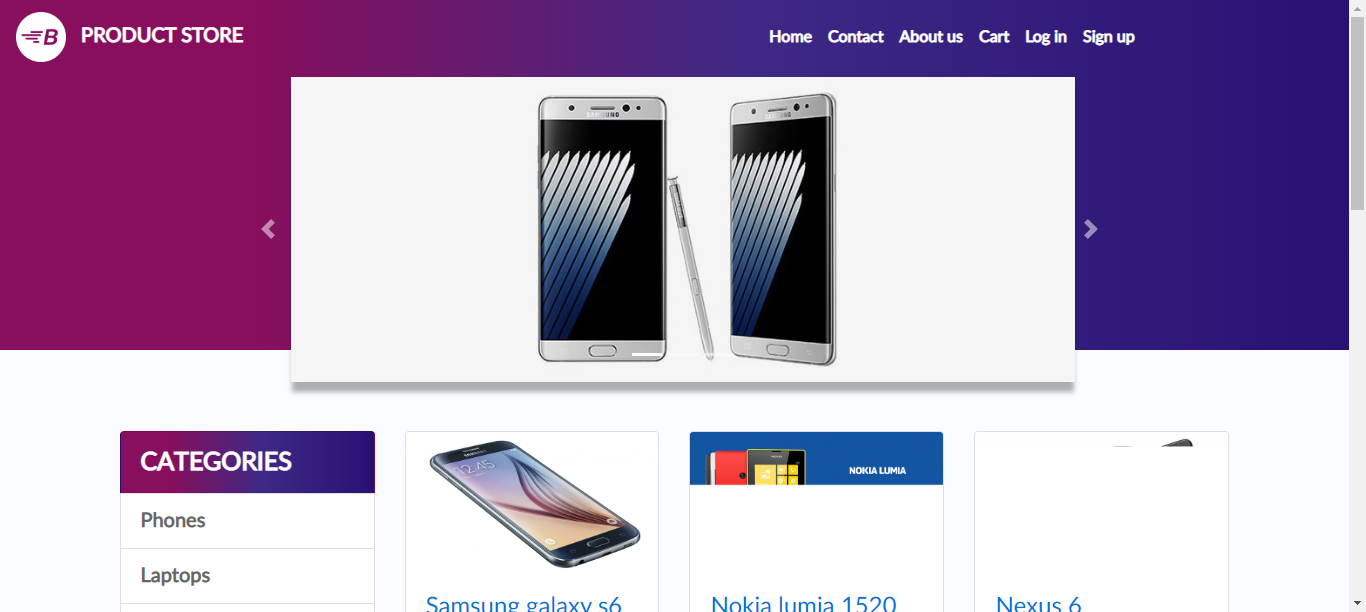 B PRODUCT STORE
Home Contact About us Cart Log in Sign up
SAMSUNG SAMSUNG
CATEGORIES
Phones
Laptops
SAMSUNG
12:45
NOKIA LUMIA
Samsung galaxy s6
Nokia lumia 1520
Nexus 6